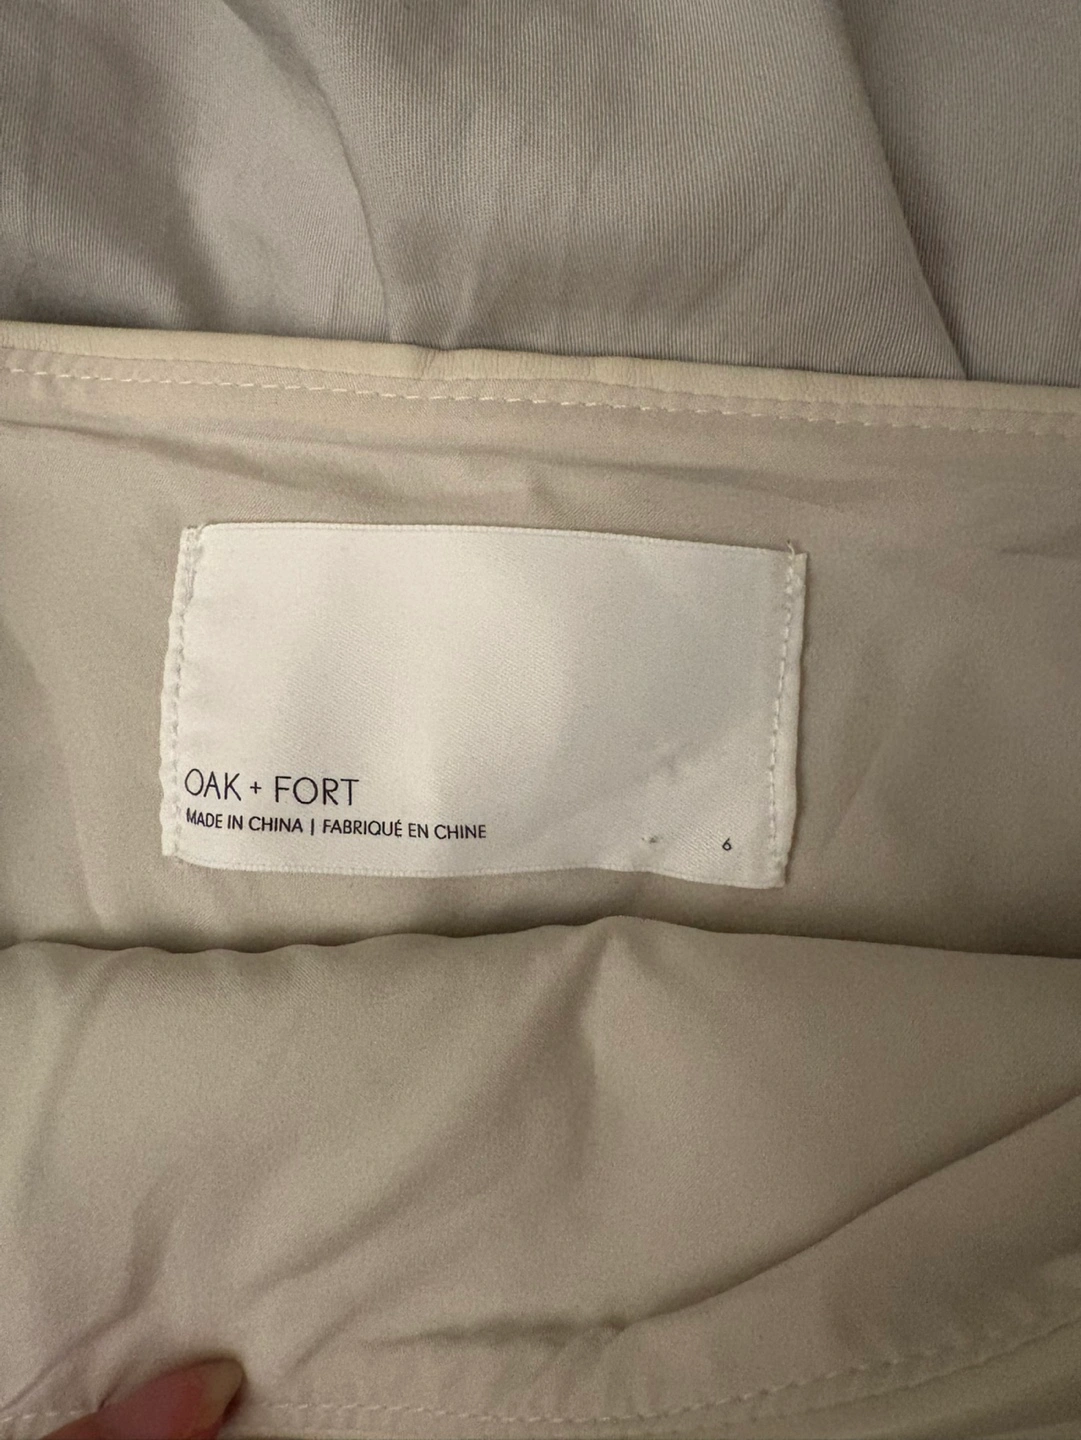 OAK + FORT
MADE IN CHINA | FABRIQUÉ EN CHINE
6